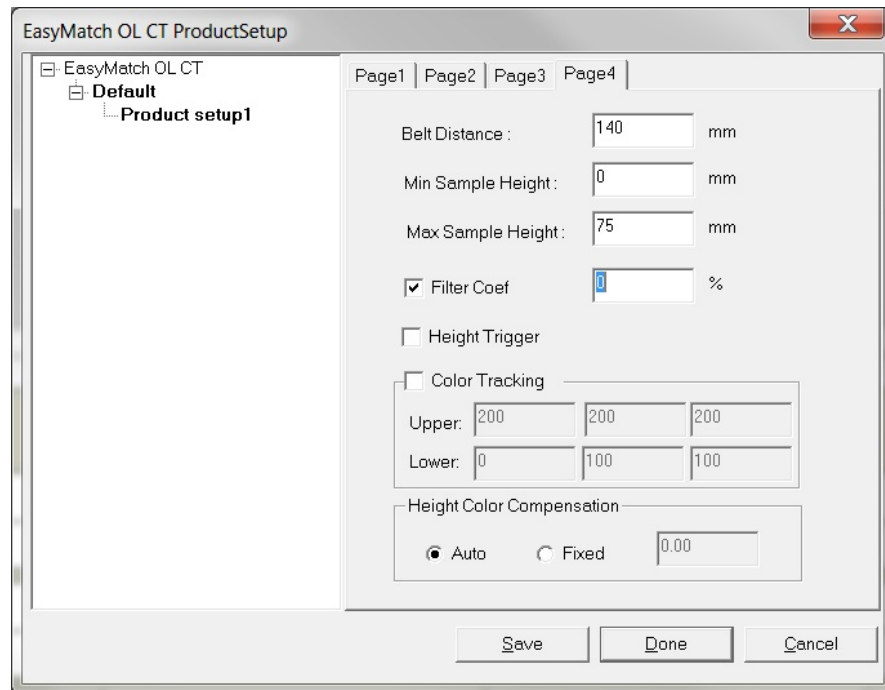 EasyMatch OL CT ProductSetup
X
EasyMatch OL CT
Default
Product setup1
Page1 Page2 Page3 Page4
Belt Distance : 140 mm
Min Sample Height : 0 mm
Max Sample Height : 75 mm
Filter Coef 0 %
Height Trigger
Color Tracking
Upper: 200 200 200
Lower: 0 100 100
Height Color Compensation
Auto Fixed 0.00
Save Done Cancel